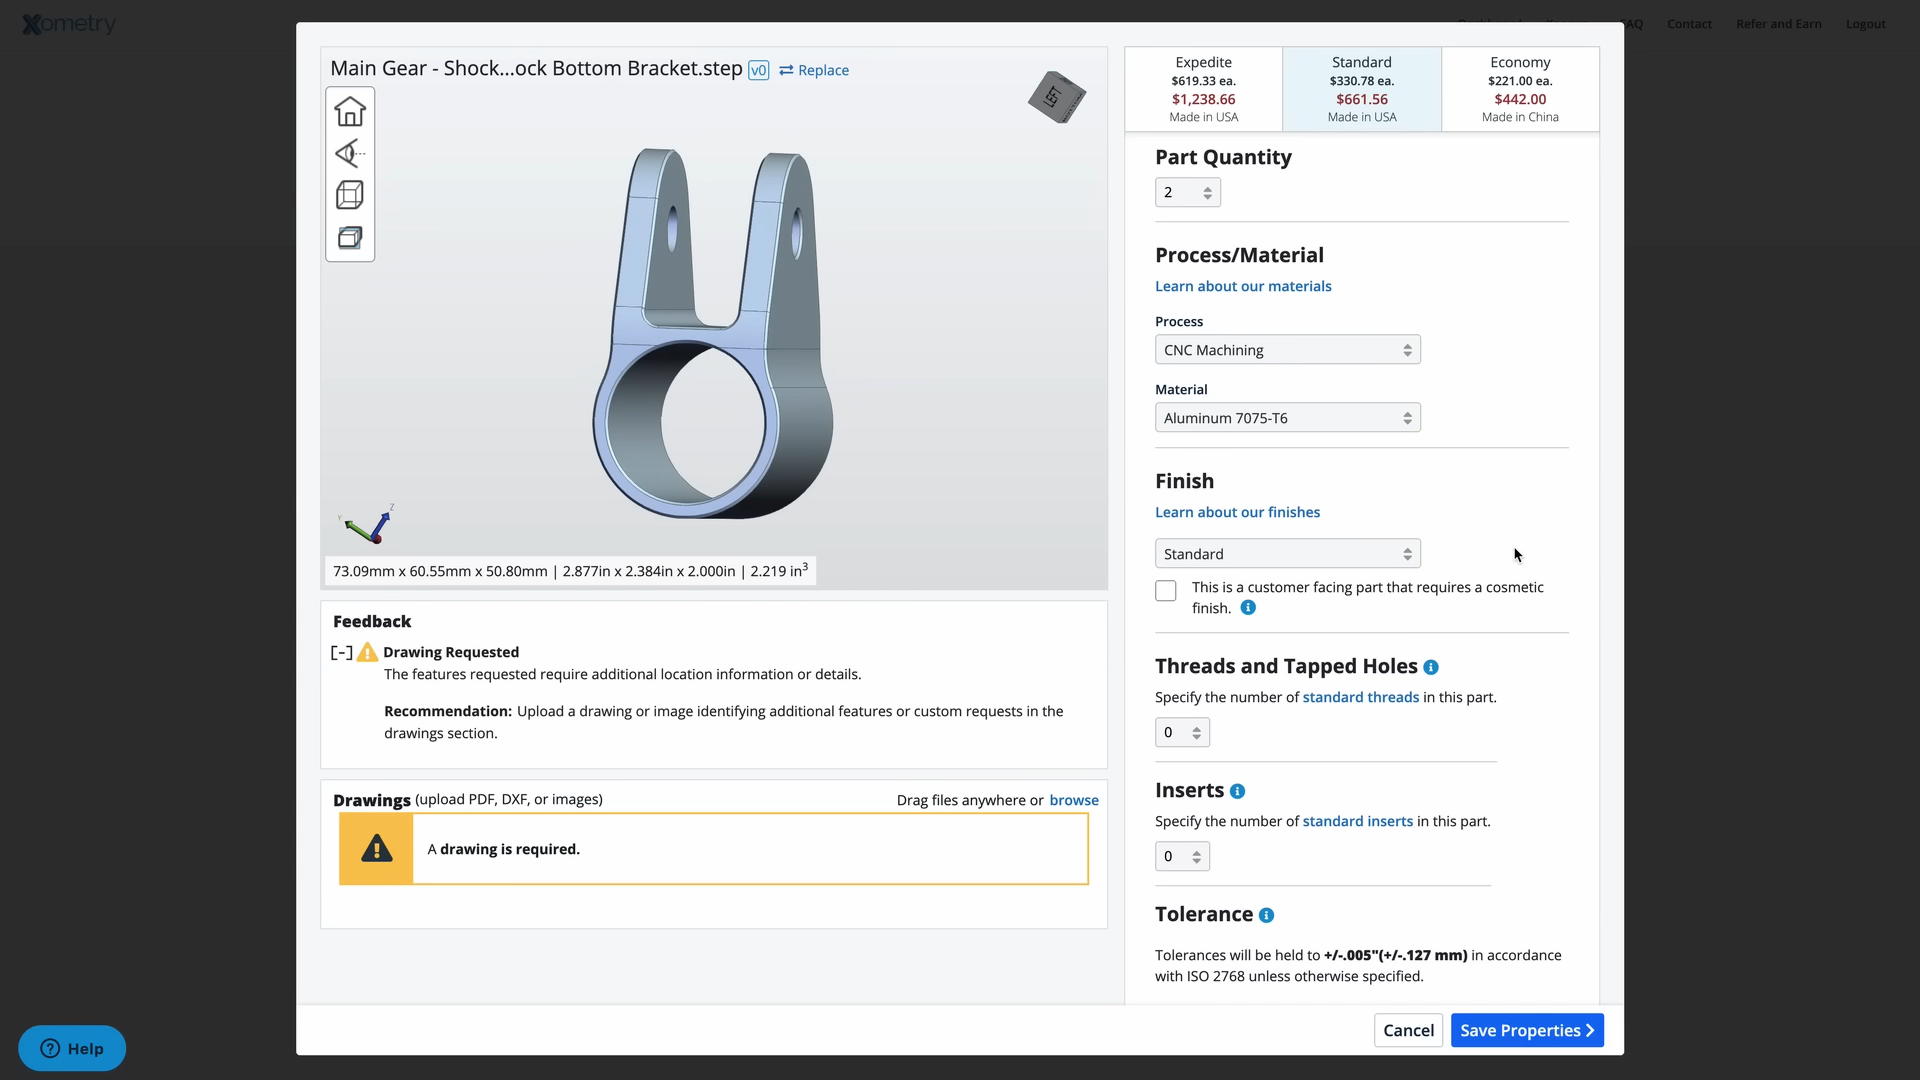 Xometry
FAQ
Contact
Refer and Earn
Logout
Main Gear - Shock...ock Bottom Bracket.step v0 Replace
LEFT
Z
Y
73.09mm x 60.55mm x 50.80mm | 2.877in x 2.384in x 2.000in | 2.219 in³
Feedback
[-] Drawing Requested
The features requested require additional location information or details.
Recommendation: Upload a drawing or image identifying additional features or custom requests in the
drawings section.
Drawings (upload PDF, DXF, or images)
Drag files anywhere or browse
A drawing is required.
Expedite
$619.33 ea.
$1,238.66
Made in USA
Standard
$330.78 ea.
$661.56
Made in USA
Economy
$221.00 ea.
$442.00
Made in China
Part Quantity
2
Process/Material
Learn about our materials
Process
CNC Machining
Material
Aluminum 7075-T6
Finish
Learn about our finishes
Standard
This is a customer facing part that requires a cosmetic
finish.
Threads and Tapped Holes
Specify the number of standard threads in this part.
0
Inserts
Specify the number of standard inserts in this part.
0
Tolerance
Tolerances will be held to +/-.005"(+/-.127 mm) in accordance
with ISO 2768 unless otherwise specified.
Cancel
Save Properties
Help